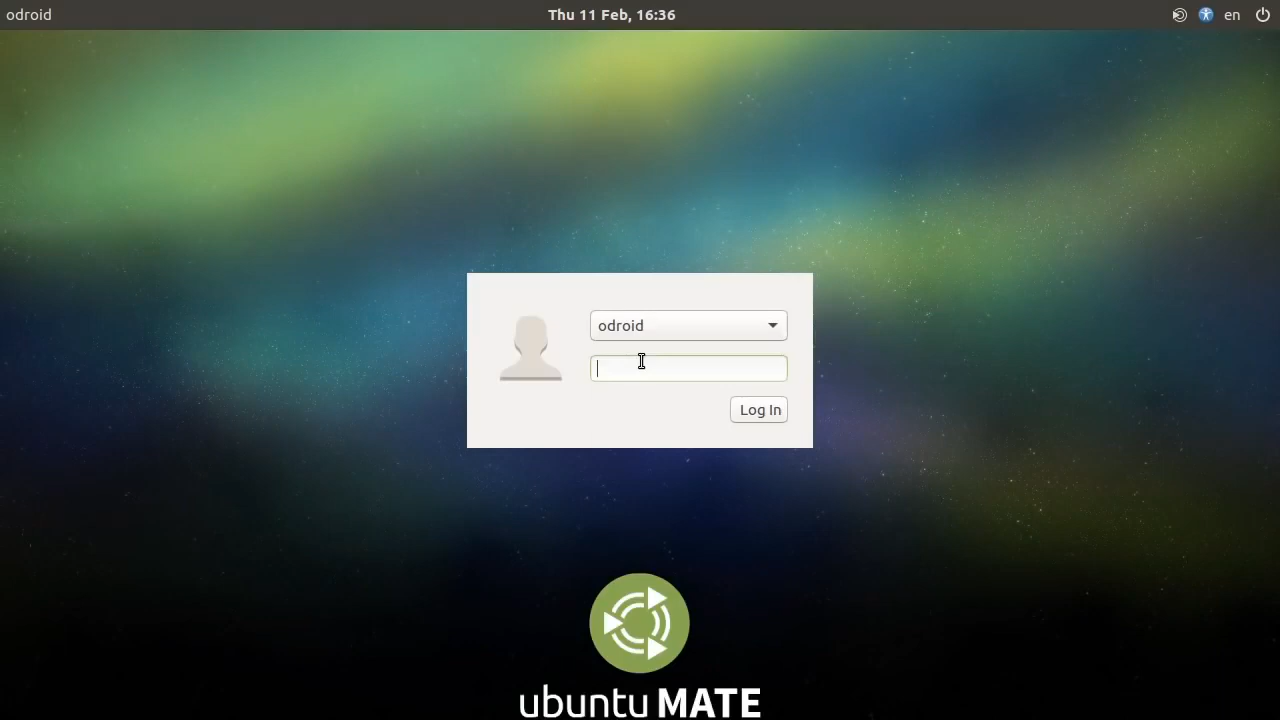 odroid
Thu 11 Feb, 16:36
en
odroid
Log In
ubuntu MATE